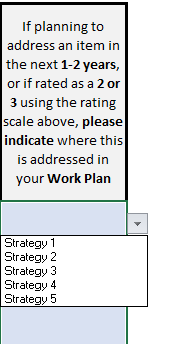 If planning to
address an item in
the next 1-2 years,
or if rated as a 2 or
3 using the rating
scale above, please
indicate where this
is addressed in
your Work Plan
Strategy 1
Strategy 2
Strategy 3
Strategy 4
Strategy 5